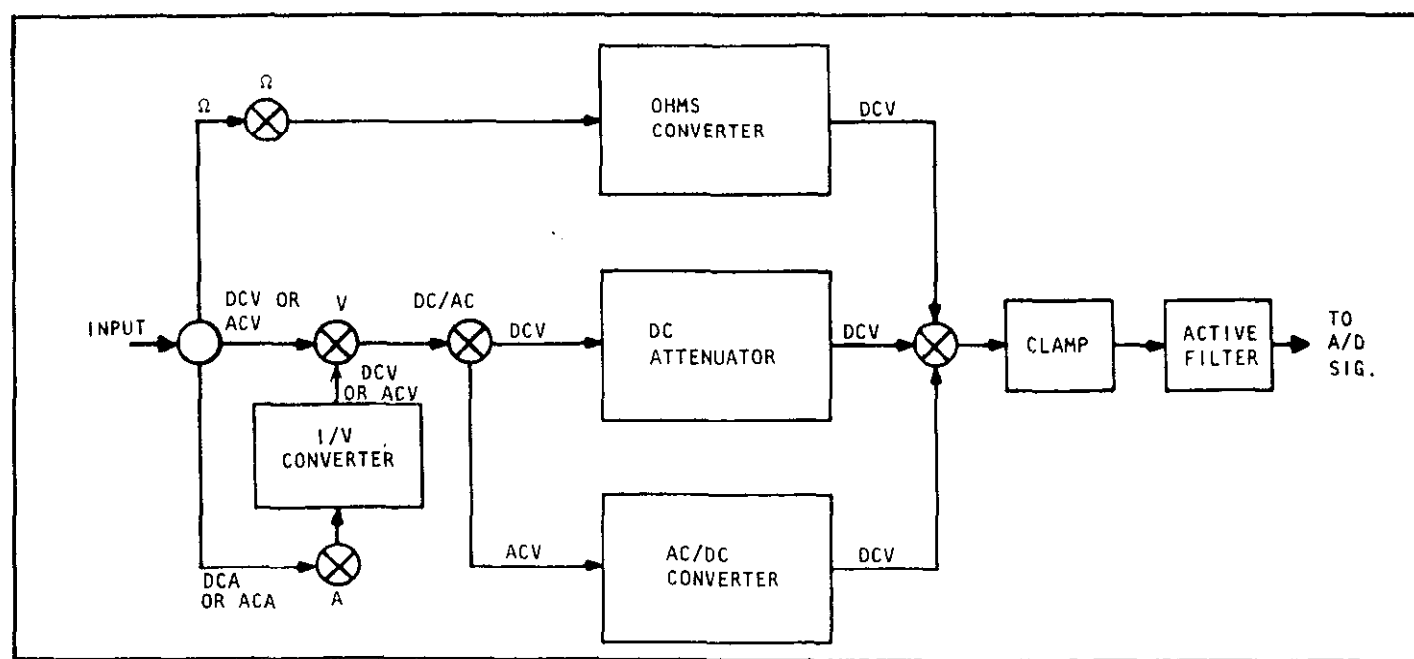 Ω
Ω
OHMS
CONVERTER
DCV
INPUT
DCV OR
ACV
V
DC/AC
DCV
DC
ATTENUATOR
DCV
CLAMP
ACTIVE
FILTER
TO
A/D
SIG.
DCV
OR ACV
I/V
CONVERTER
DCA
OR ACA
A
ACV
AC/DC
CONVERTER
DCV